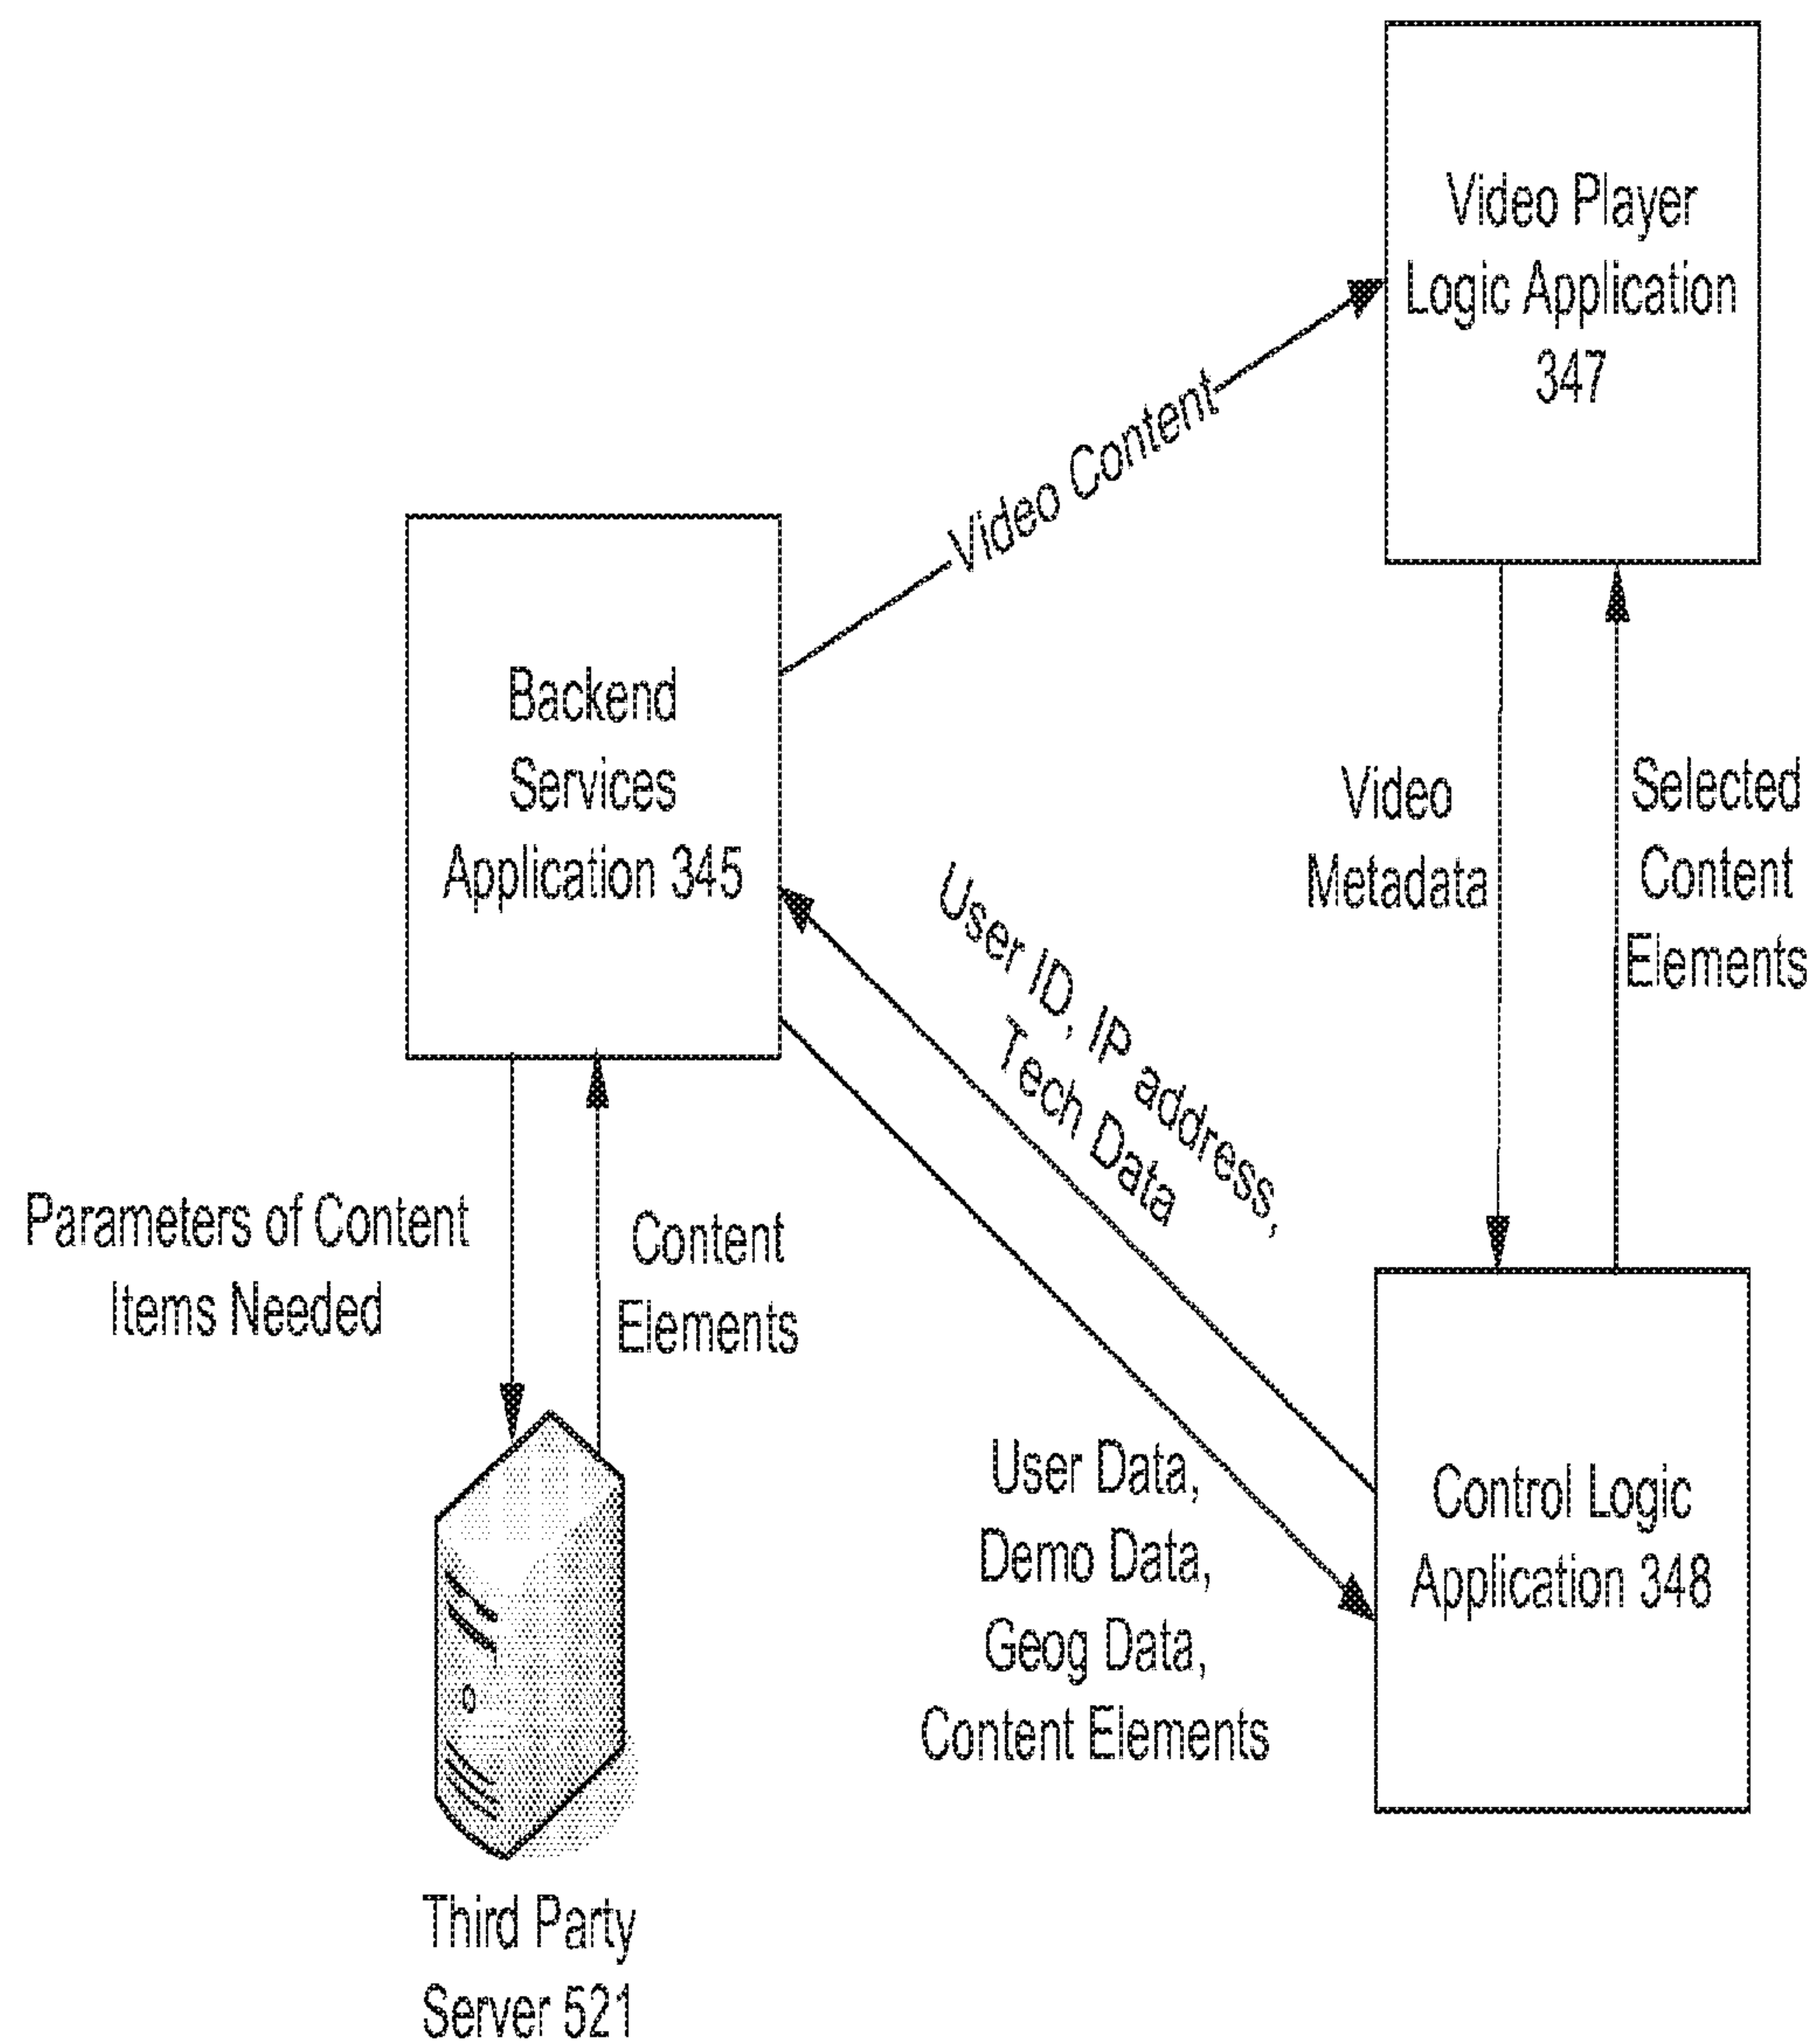 Video Player
Logic Application
347
Video Content
Backend
Services
Application 345
Video
Metadata
Selected
Content
Elements
User ID, IP address,
Tech Data
Parameters of Content
Items Needed
Content
Elements
User Data,
Demo Data,
Geog Data,
Content Elements
Control Logic
Application 348
Third Party
Server 521